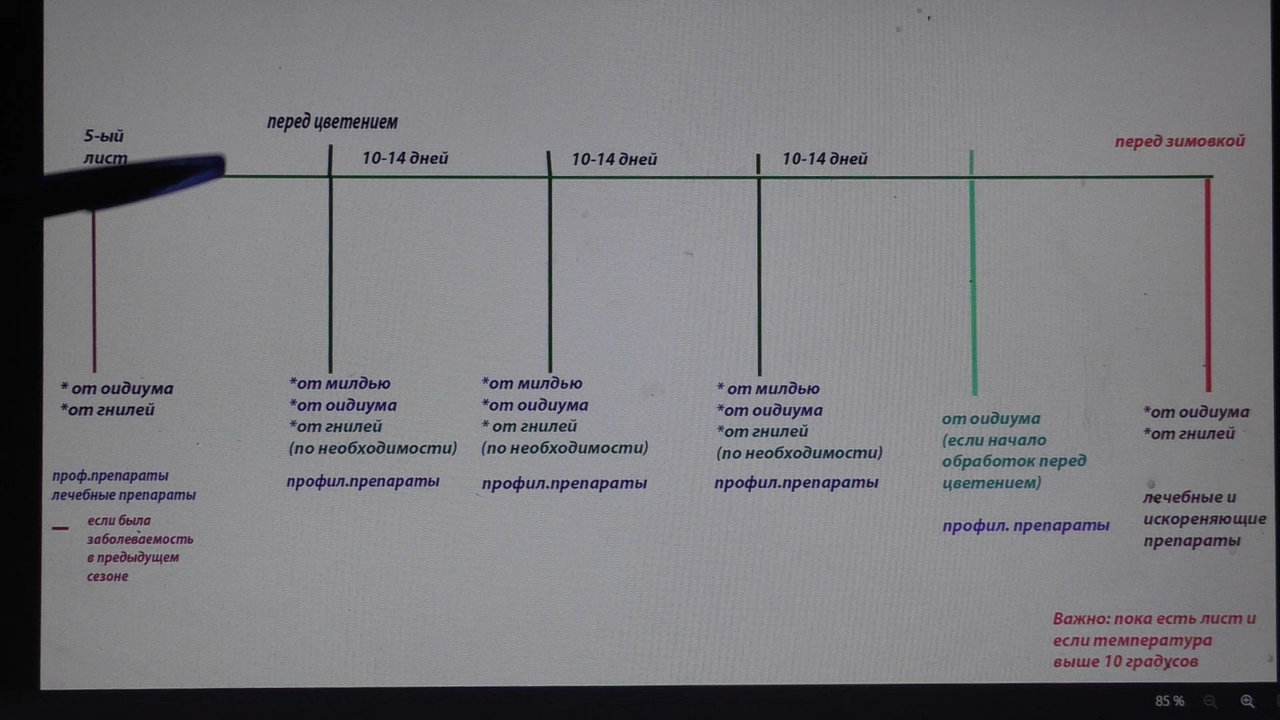 5-ый
лист
перед цветением
10-14 дней
10-14 дней
10-14 дней
перед зимовкой
* от оидиума
*от гнилей
проф.препараты
лечебные препараты
если была
заболеваемость
в предыдущем
сезоне
*от милдью
*от оидиума
*от гнилей
(по необходимости)
профил.препараты
*от милдью
*от оидиума
* от гнилей
(по необходимости)
профил.препараты
* от милдью
*от оидиума
*от гнилей
(по необходимости)
профил.препараты
от оидиума
(если начало
обработок перед
цветением)
профил. препараты
*от оидиума
*от гнилей
лечебные и
искореняющие
препараты
Важно: пока есть лист и
если температура
выше 10 градусов
85 %